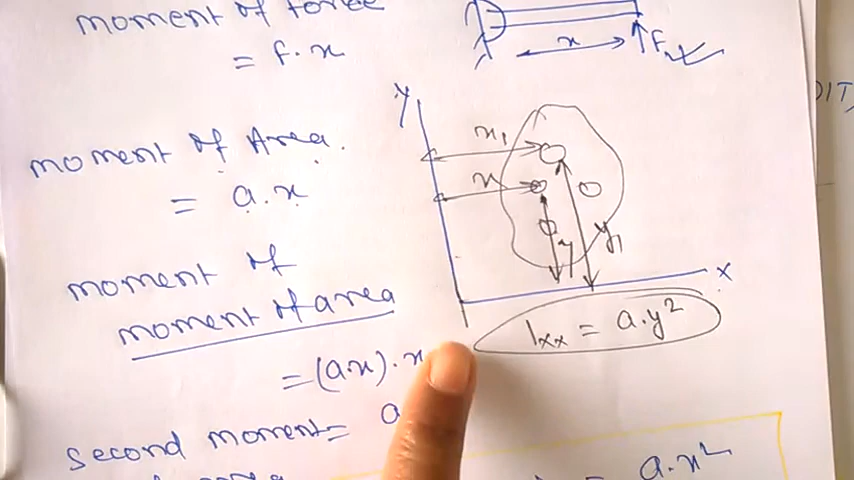 moment of force
= F. x
x
F
y
x₁
moment of Area.
x
= a. x
y y₁
moment of
x
moment of area
Ixx = a.y²
= (a.x). x
second moment = a
= a.x²